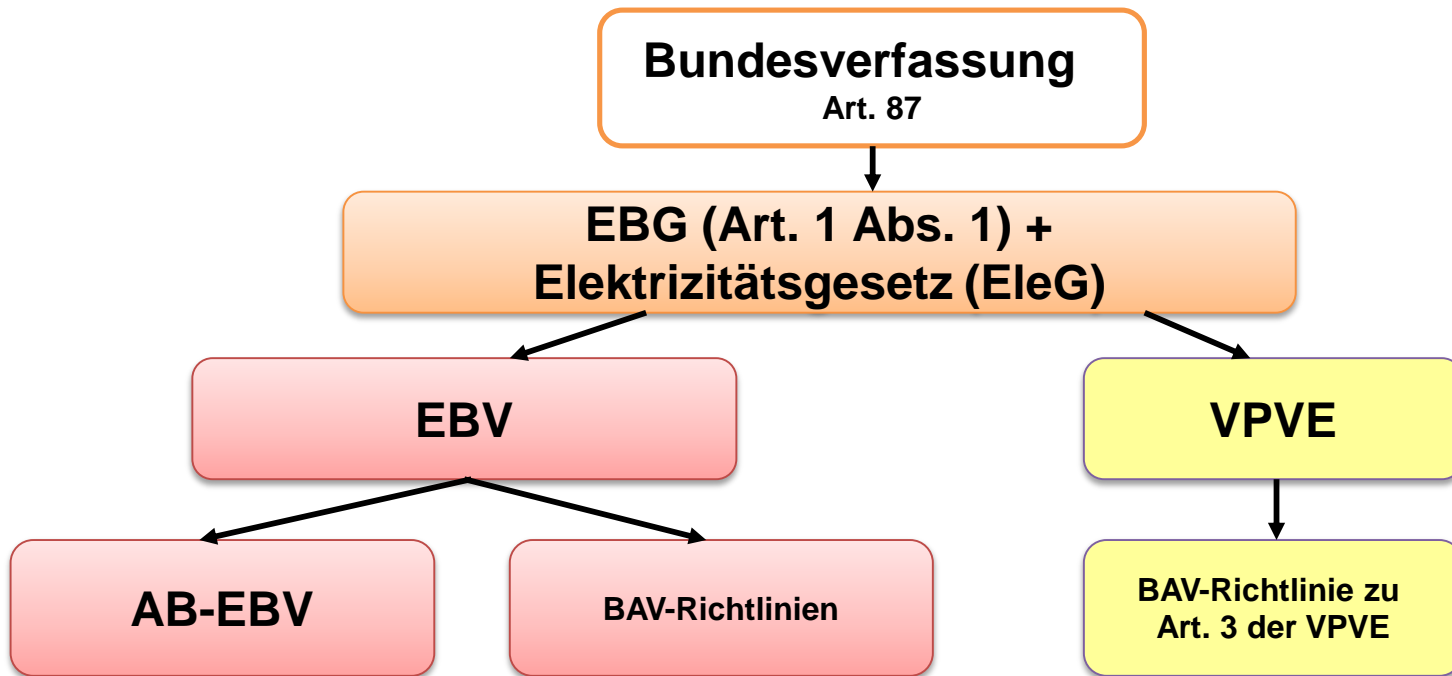 Bundesverfassung
Art. 87
EBG (Art. 1 Abs. 1) +
Elektrizitätsgesetz (EleG)
EBV
VPVE
AB-EBV
BAV-Richtlinien
BAV-Richtlinie zu
Art. 3 der VPVE